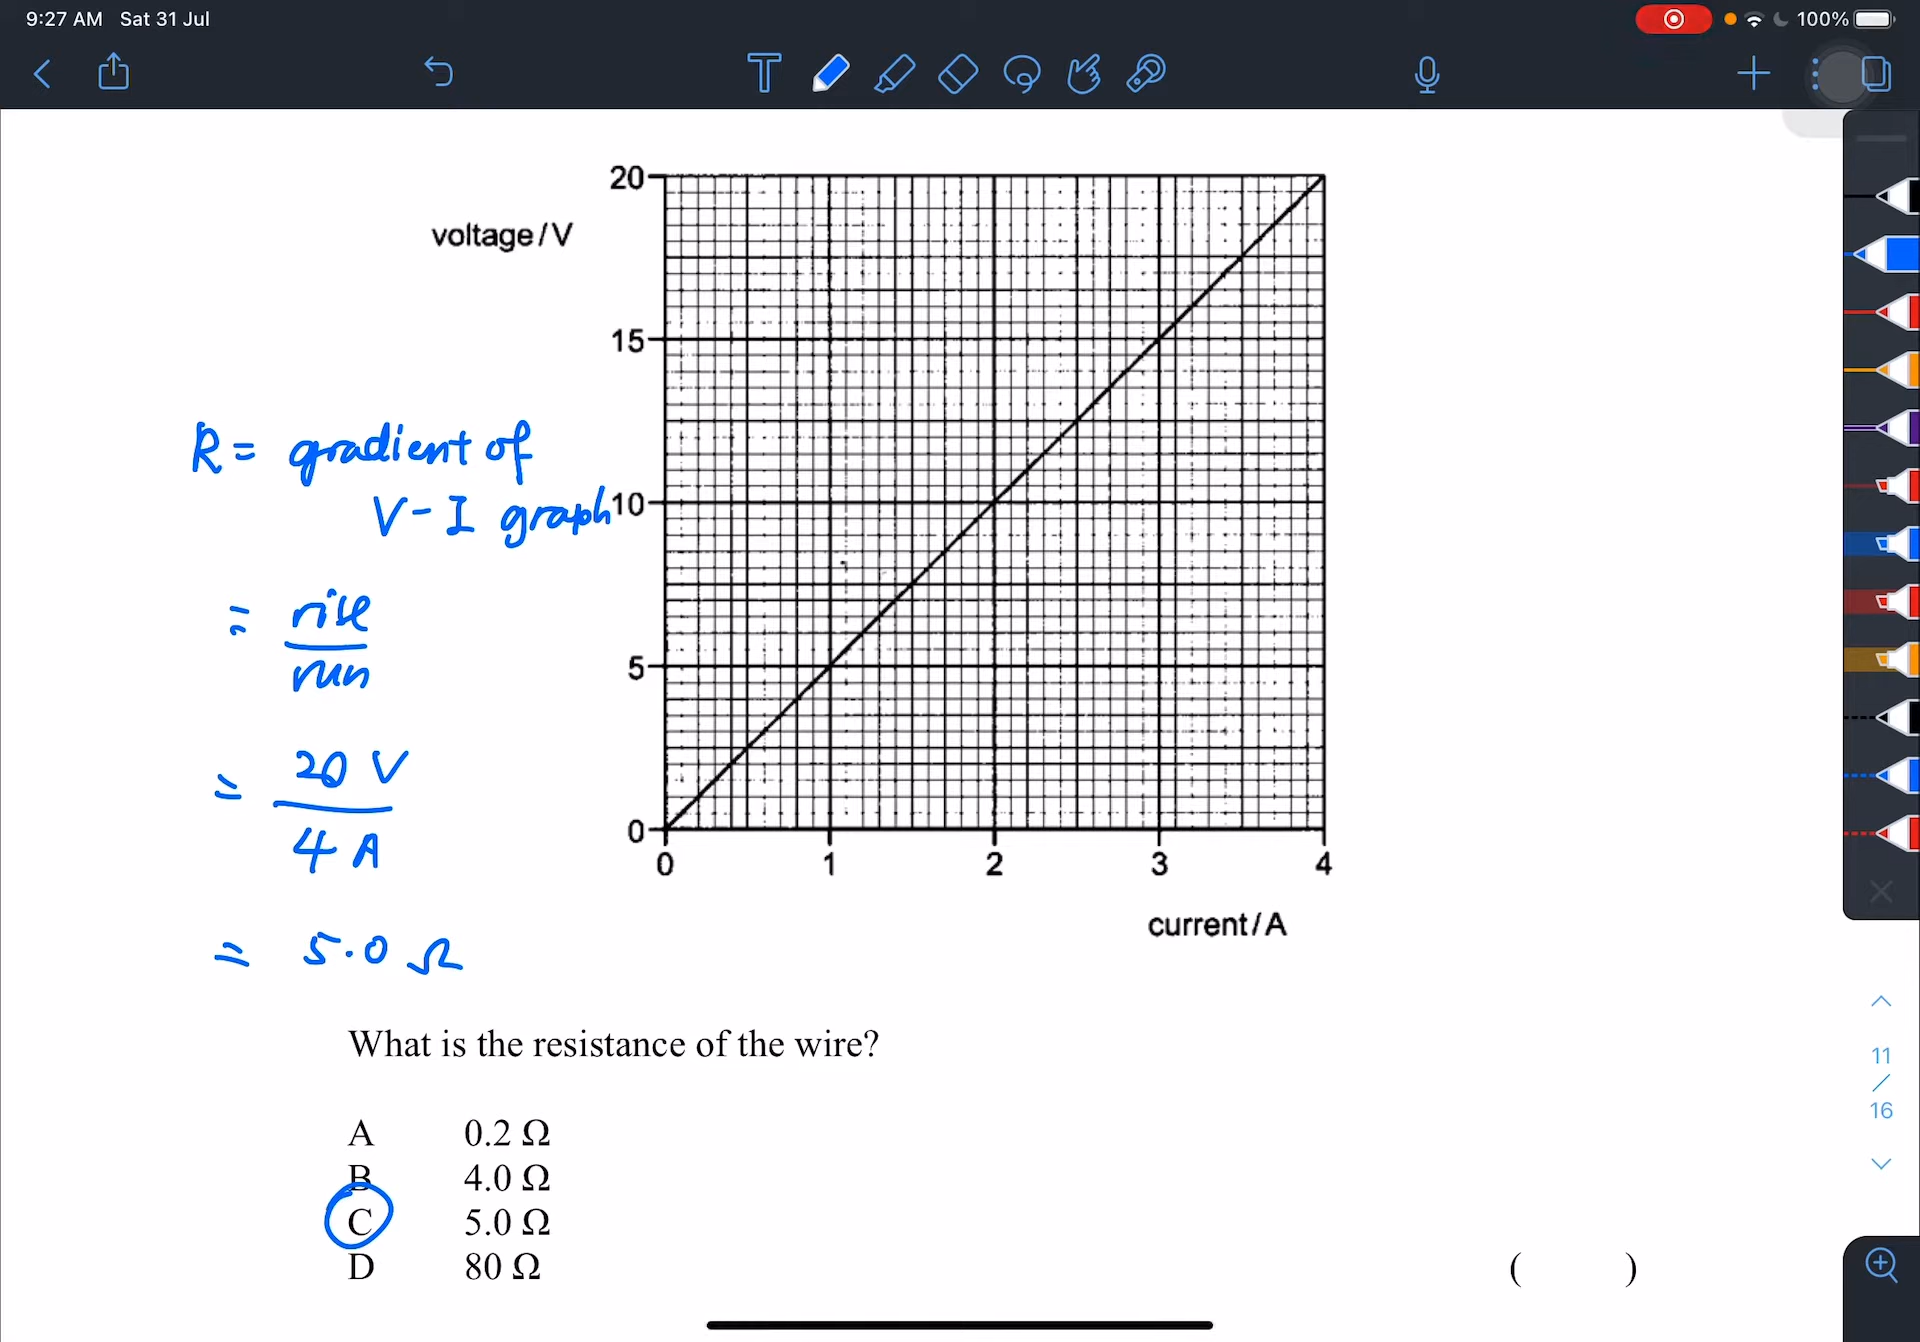 9:27 AM Sat 31 Jul
100%
20
voltage/V
15
R = gradient of
V-I graph
10
= rise
run
5
= 20 V
4 A
0
0 1 2 3 4
current/A
= 5.0 Ω
What is the resistance of the wire?
A 0.2 Ω
B 4.0 Ω
C 5.0 Ω
D 80 Ω
( )
11
/
16